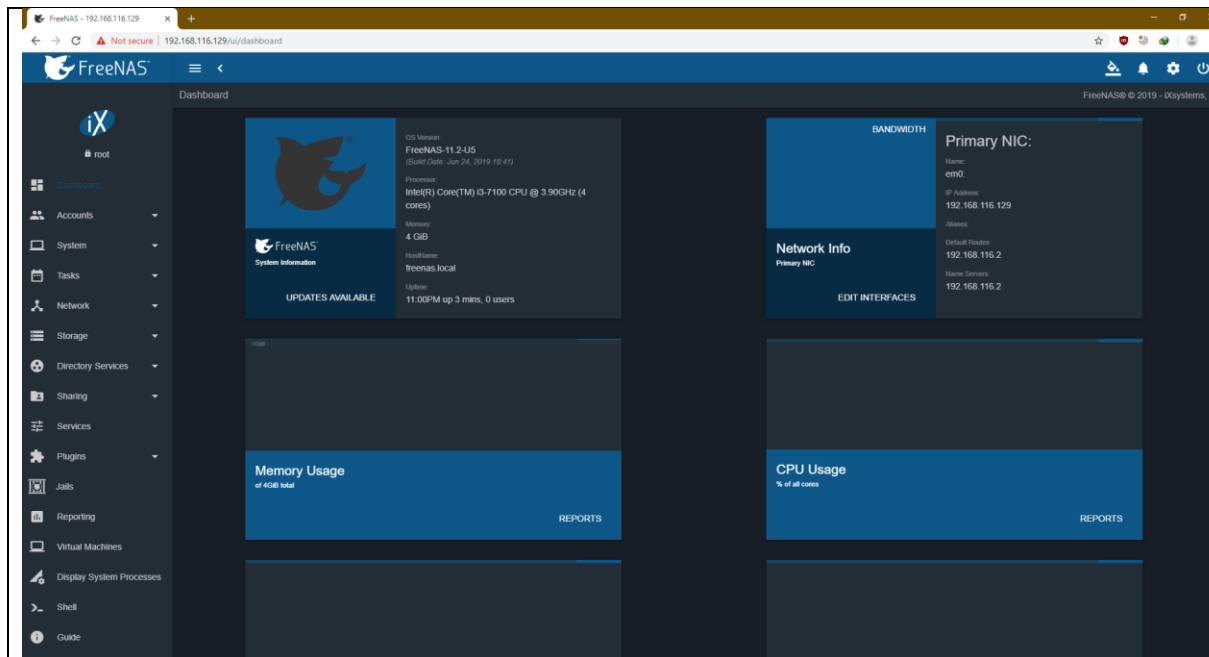 FreeNAS - 192.168.116.129
Not secure | 192.168.116.129/ui/dashboard
FreeNAS
Dashboard
FreeNAS® © 2019 - iXsystems,
iX
root
Dashboard
Accounts
System
Tasks
Network
Storage
Directory Services
Sharing
Services
Plugins
Jails
Reporting
Virtual Machines
Display System Processes
Shell
Guide
FreeNAS
System Information
UPDATES AVAILABLE
OS Version:
FreeNAS-11.2-U5
(Build Date: Jun 24, 2019 18:41)
Processor:
Intel(R) Core(TM) i3-7100 CPU @ 3.90GHz (4
cores)
Memory:
4 GiB
HostName:
freenas.local
Uptime:
11:00PM up 3 mins, 0 users
BANDWIDTH
Network Info
Primary NIC
EDIT INTERFACES
Primary NIC:
Name:
em0:
IP Address:
192.168.116.129
Aliases:
Default Routes:
192.168.116.2
Name Servers:
192.168.116.2
Memory Usage
of 4GiB total
REPORTS
CPU Usage
% of all cores
REPORTS